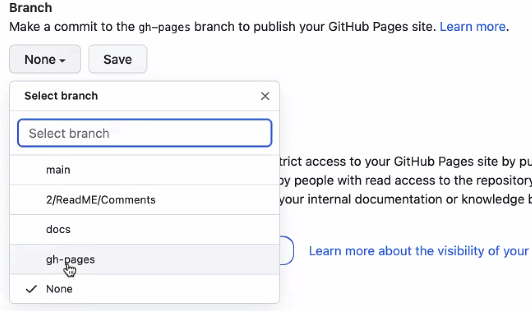 Branch
Make a commit to the gh-pages branch to publish your GitHub Pages site. Learn more.
None Save
Select branch
Select branch
main
trict access to your GitHub Pages site by pu
2/ReadME/Comments
by people with read access to the repository
your internal documentation or knowledge b
docs
gh-pages
Learn more about the visibility of your
None